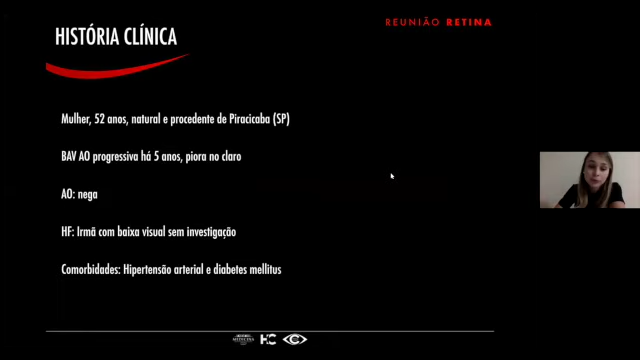 REUNIÃO RETINA
HISTÓRIA CLÍNICA
Mulher, 52 anos, natural e procedente de Piracicaba (SP)
BAV AO progressiva há 5 anos, piora no claro
AO: nega
HF: Irmã com baixa visual sem investigação
Comorbidades: Hipertensão arterial e diabetes mellitus
MEDICINA
HC